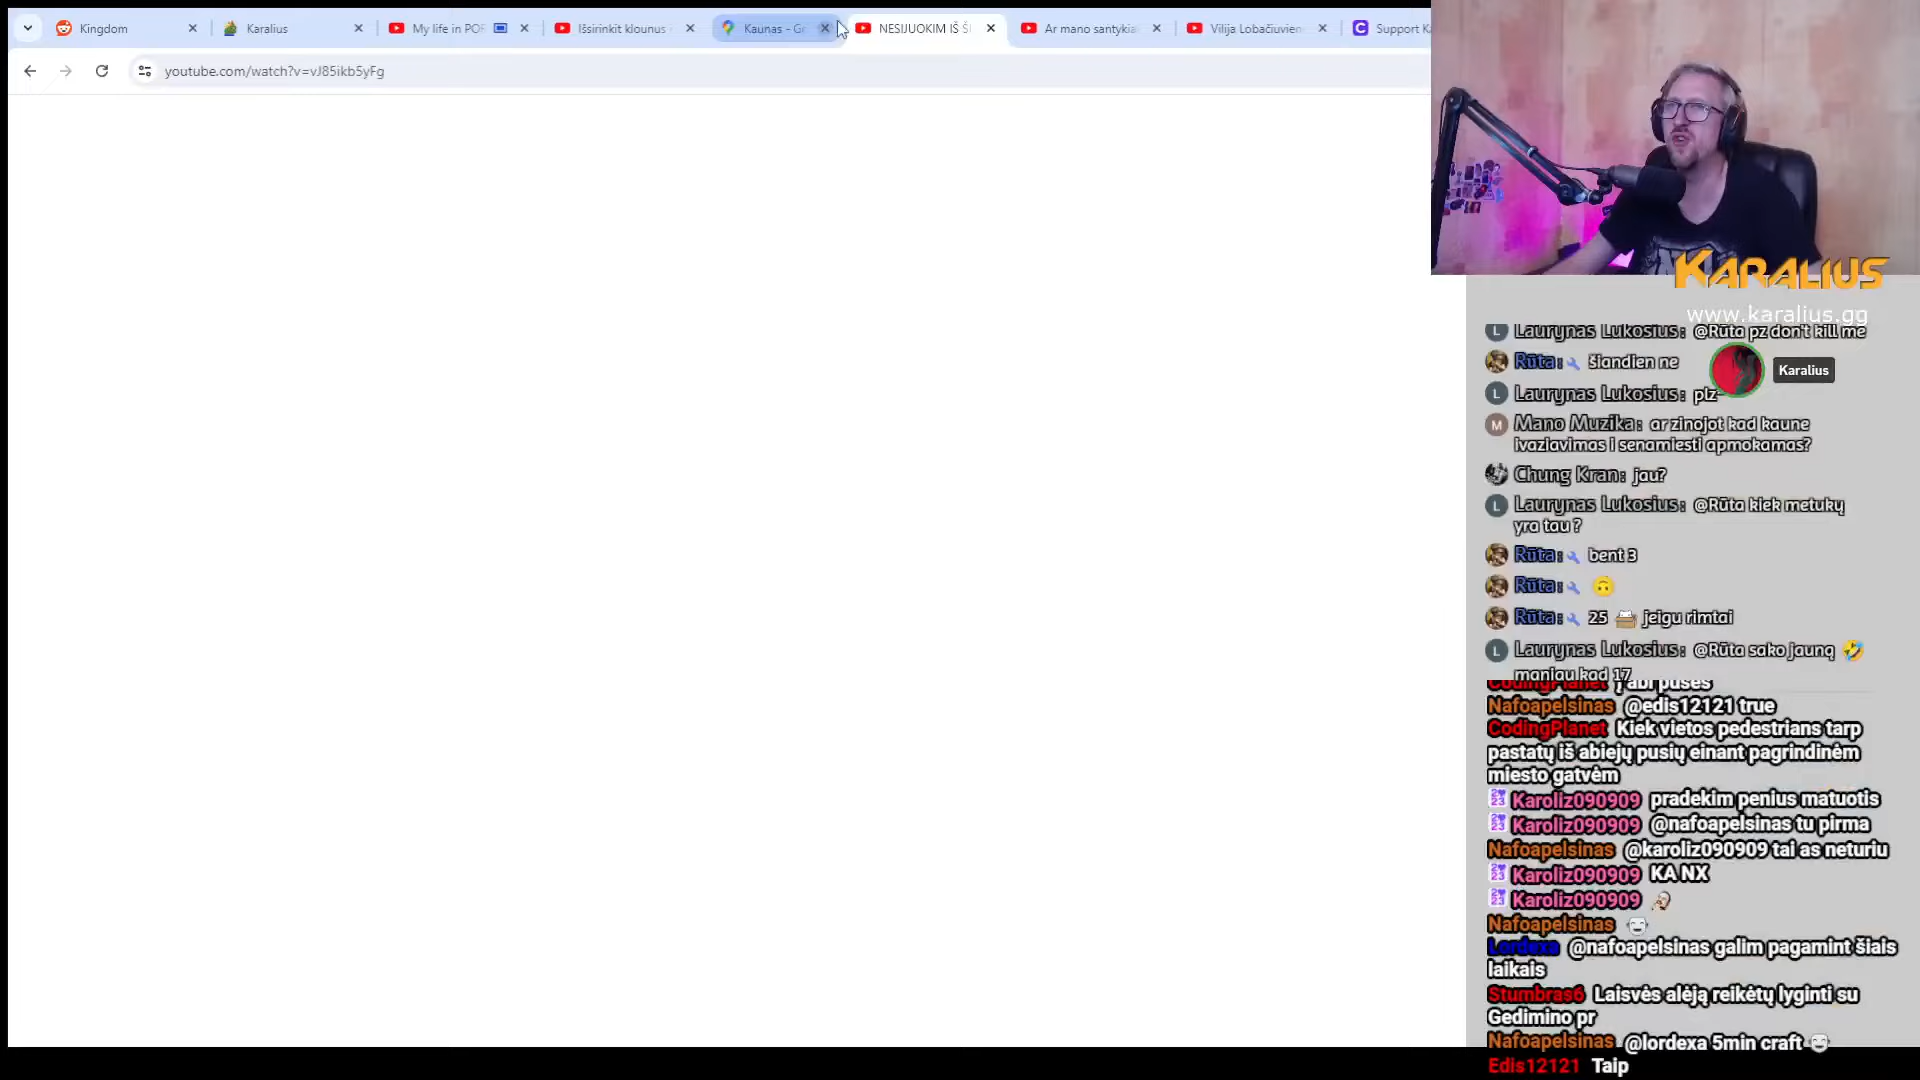 Kingdom
Karalius
My life in POR
Išsirinkit klounus
Kaunas - Go
NESIJUOKIM IŠ Š
Ar mano santykia
Vilija Lobačiuvien
Support K
youtube.com/watch?v=vJ85ikb5yFg
KARALIUS
www.karalius.gg
Laurynas Lukosius: @Rūta pz don't kill me
Rūta: šiandien ne
Karalius
Laurynas Lukosius: plz
Mano Muzika: ar zinojot kad kaune
ivaziavimas i senamiesti apmokamas?
Chung Kran: jau?
Laurynas Lukosius: @Rūta kiek metukų
yra tau ?
Rūta: bent 3
Rūta: 🙃
Rūta: 25 jeigu rimtai
Laurynas Lukosius: @Rūta sako jauną 🤣
maniau kad 17
CodingPlanet Į abi puses
Nafoapelsinas @edis12121 true
CodingPlanet Kiek vietos pedestrians tarp
pastatų iš abiejų pusių einant pagrindinėm
miesto gatvėm
Karoliz090909 pradekim penius matuotis
Karoliz090909 @nafoapelsinas tu pirma
Nafoapelsinas @karoliz090909 tai as neturiu
Karoliz090909 KA NX
Karoliz090909
Nafoapelsinas
Lordexa @nafoapelsinas galim pagamint šiais
laikais
Stumbras6 Laisvės alėją reikėtų lyginti su
Gedimino pr
Nafoapelsinas @lordexa 5min craft
Edis12121 Taip